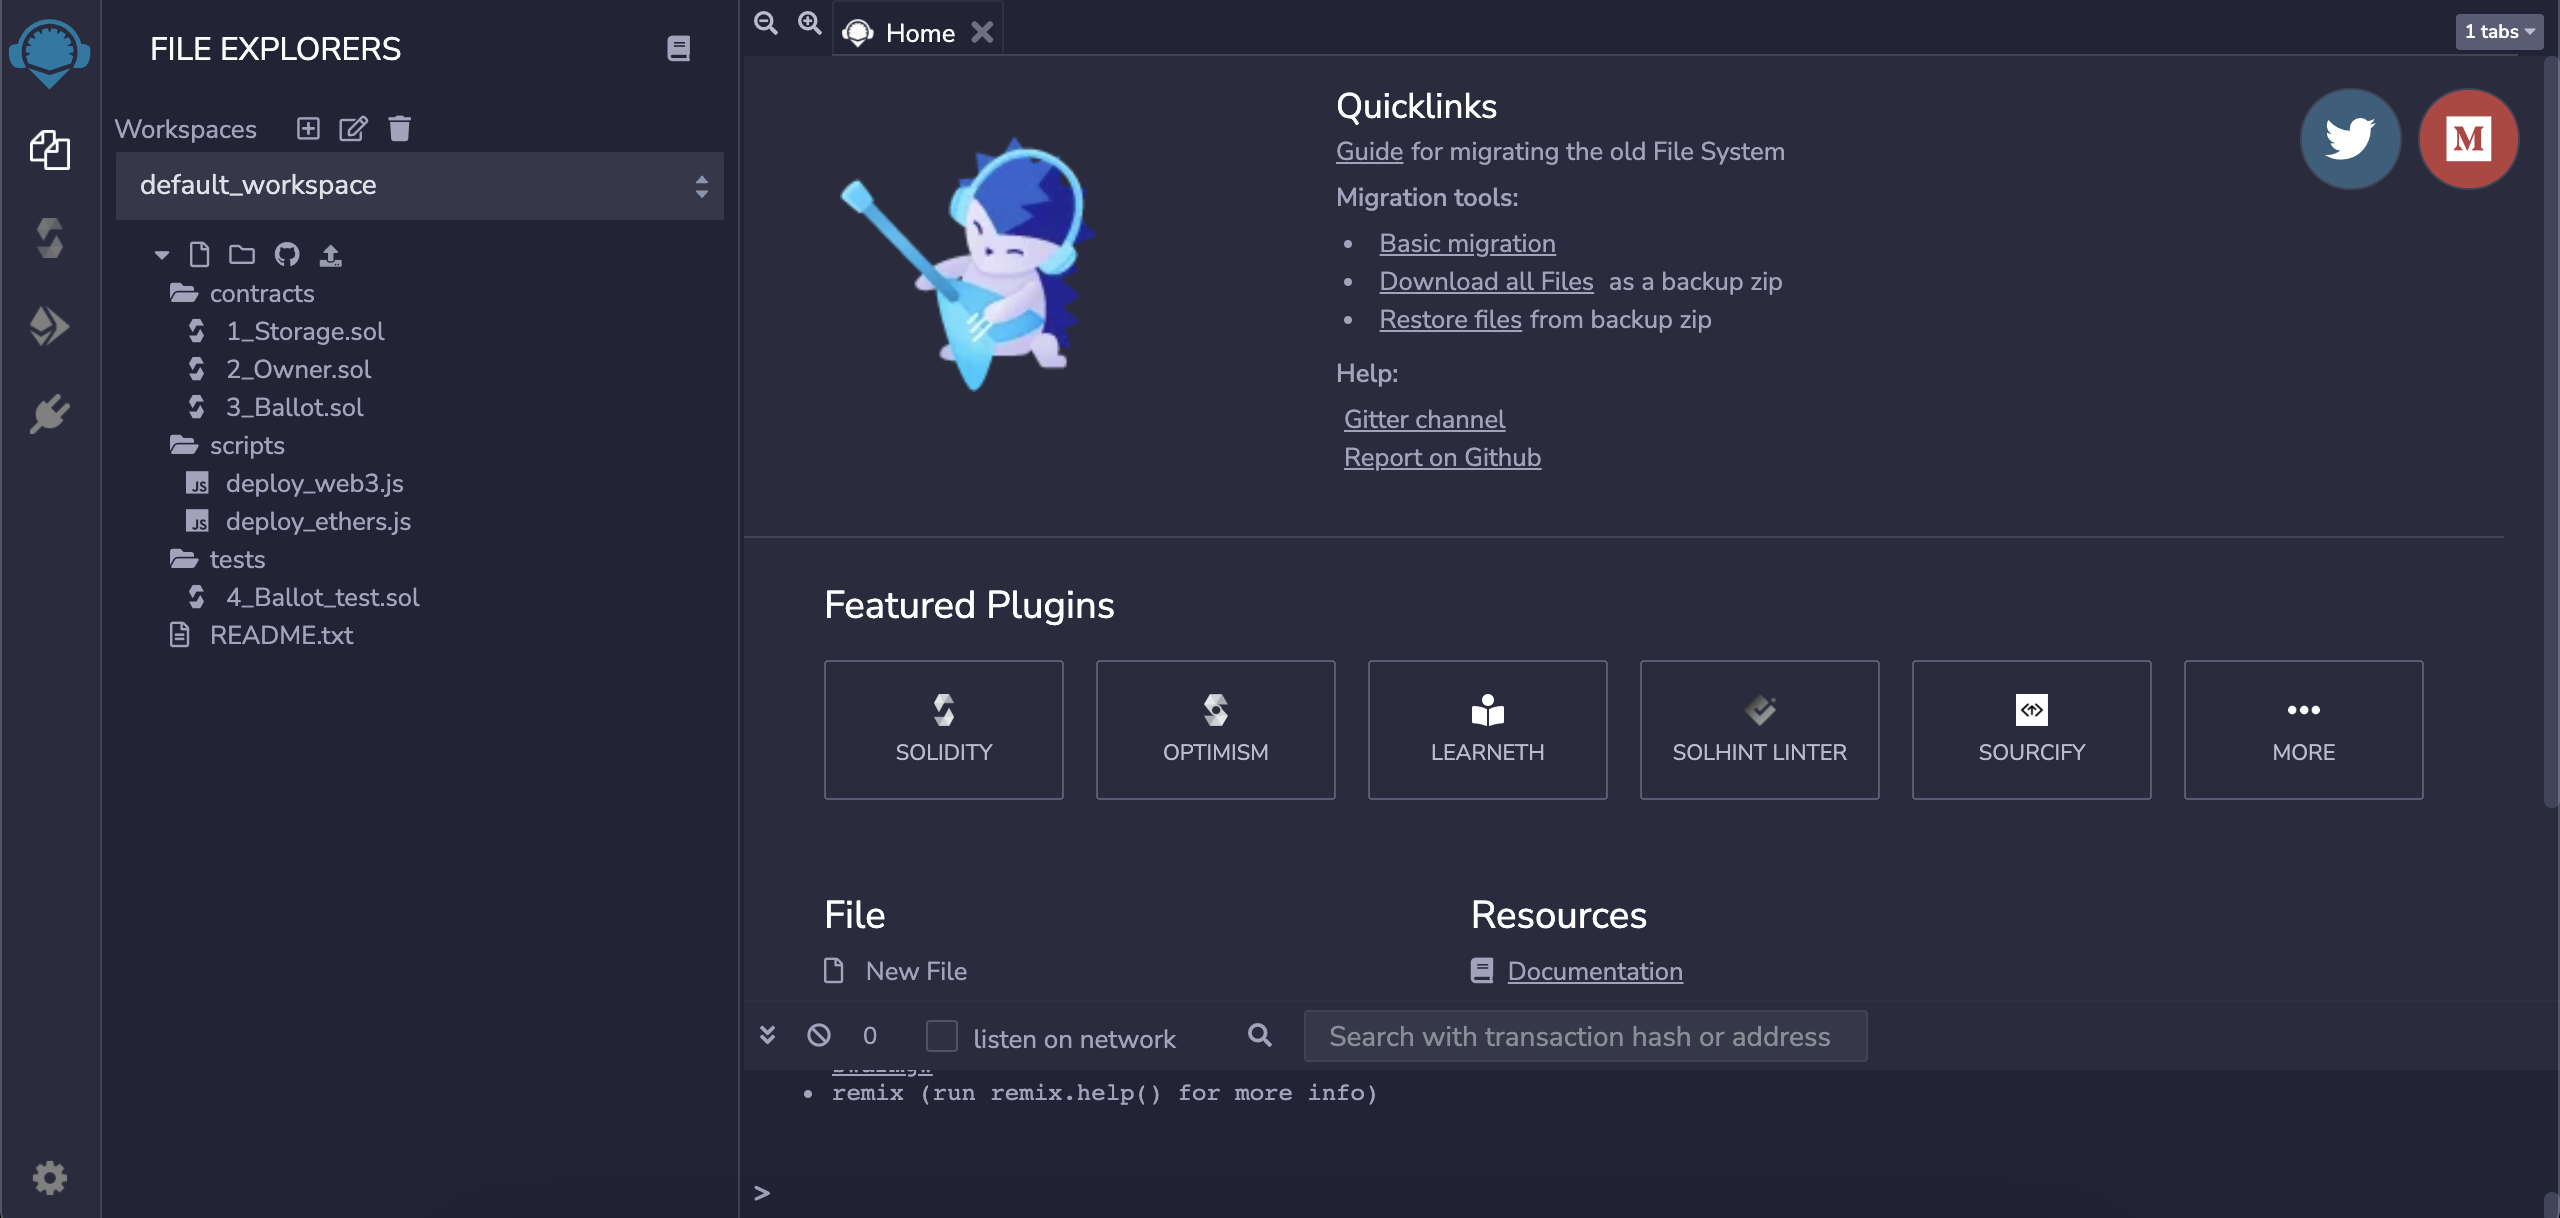 FILE EXPLORERS
Workspaces
default_workspace
contracts
1_Storage.sol
2_Owner.sol
3_Ballot.sol
scripts
JS deploy_web3.js
JS deploy_ethers.js
tests
4_Ballot_test.sol
README.txt
Home
1 tabs
Quicklinks
Guide for migrating the old File System
Migration tools:
• Basic migration
• Download all Files as a backup zip
• Restore files from backup zip
Help:
Gitter channel
Report on Github
M
Featured Plugins
SOLIDITY
OPTIMISM
LEARNETH
SOLHINT LINTER
SOURCIFY
MORE
File
New File
Resources
Documentation
0
listen on network
Search with transaction hash or address
• remix (run remix.help() for more info)
>